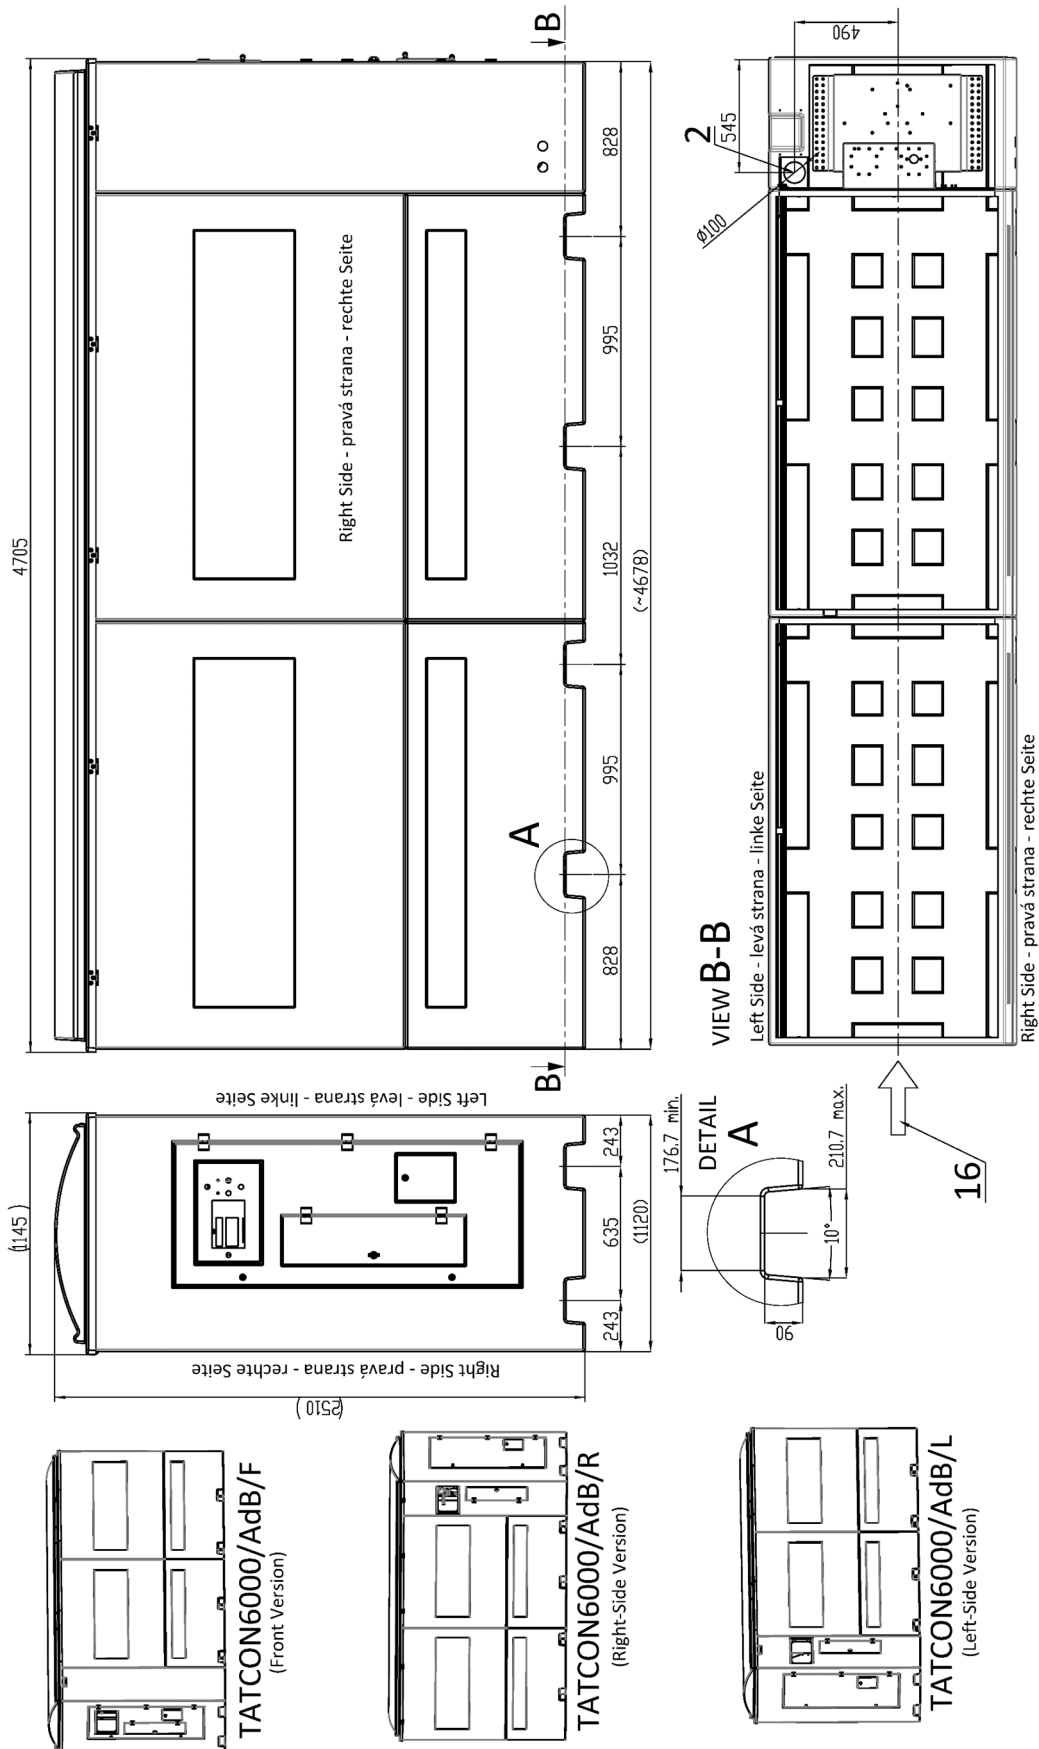 4705
Right Side - pravá strana - rechte Seite
B
B
A
828
995
1032
995
828
(~4678)
(1145)
Left Side - levá strana - linke Seite
Right Side - pravá strana - rechte Seite
243
635
243
(1120)
(2510)
VIEW B-B
Left Side - levá strana - linke Seite
Right Side - pravá strana - rechte Seite
490
545
2
Ø100
16
DETAIL
A
176.7 min.
210.7 max.
10°
90
TATCON6000/AdB/F
(Front Version)
TATCON6000/AdB/R
(Right-Side Version)
TATCON6000/AdB/L
(Left-Side Version)